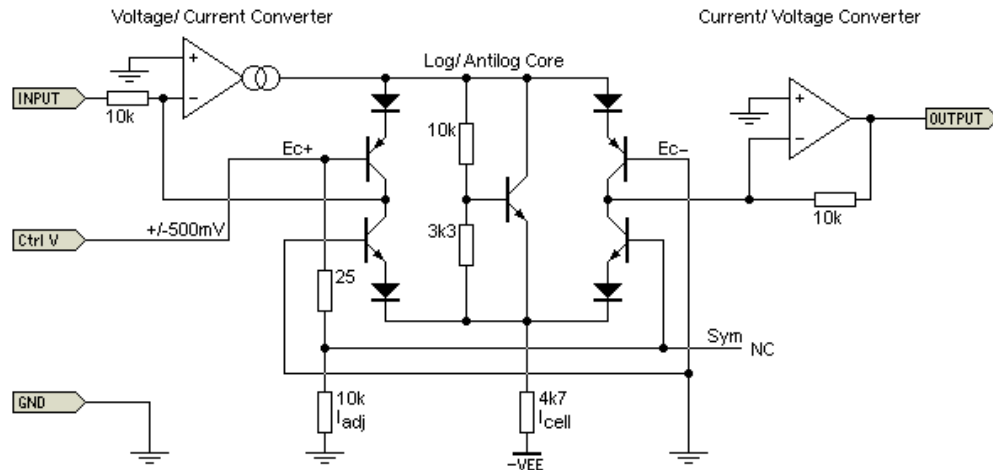 Voltage/ Current Converter
Current/ Voltage Converter
Log/ Antilog Core
+
−
INPUT
10k
+
−
OUTPUT
10k
10k
Ec+
Ec−
3k3
+/-500mV
Ctrl V
25
Sym
NC
GND
10k
Iadj
4k7
Icell
-VEE